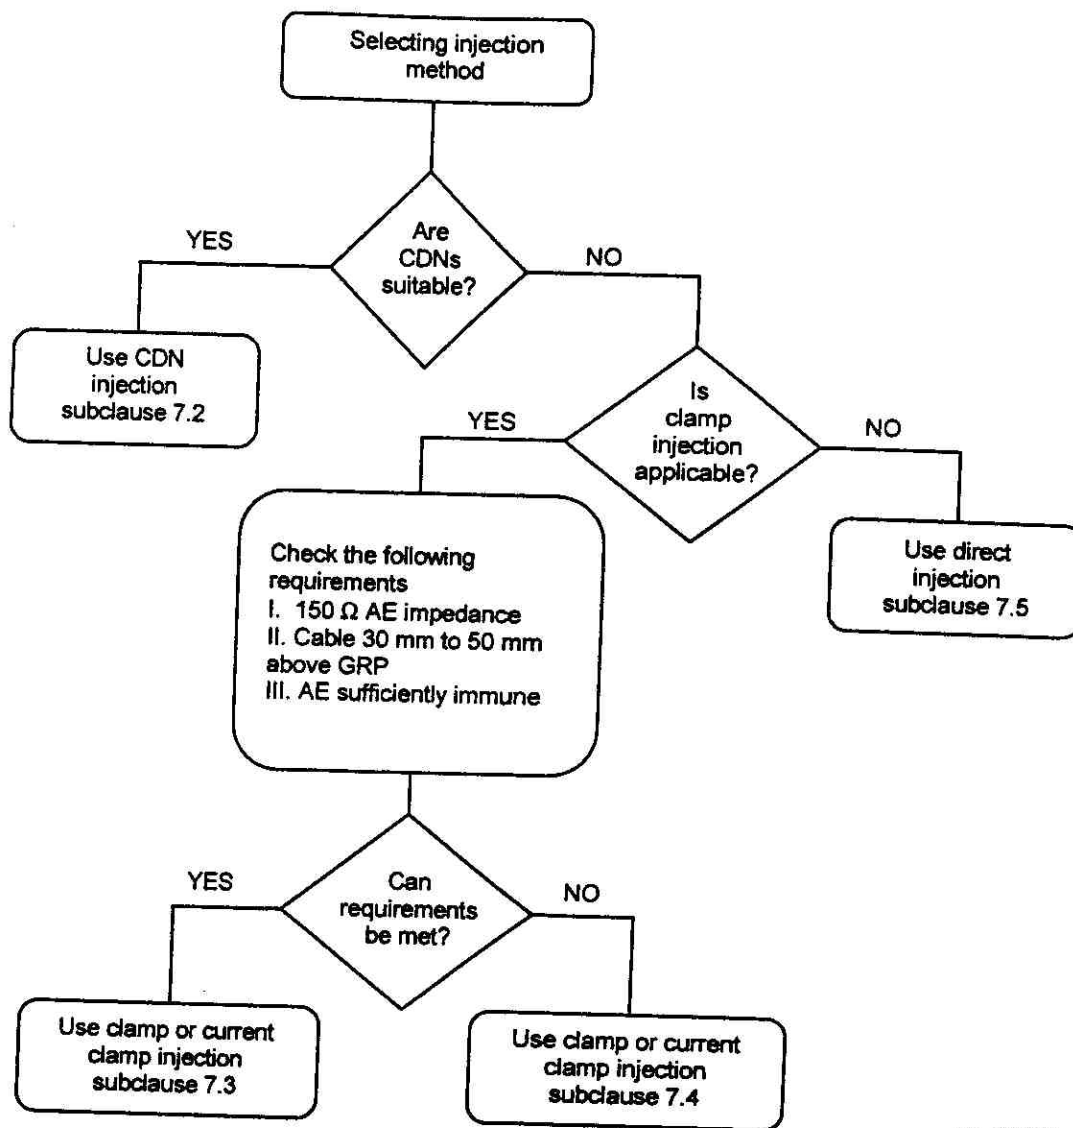 Selecting injection
method
Are
CDNs
suitable?
YES
NO
Use CDN
injection
subclause 7.2
Is
clamp
injection
applicable?
YES
NO
Check the following
requirements
I. 150 Ω AE impedance
II. Cable 30 mm to 50 mm
above GRP
III. AE sufficiently immune
Use direct
injection
subclause 7.5
Can
requirements
be met?
YES
NO
Use clamp or current
clamp injection
subclause 7.3
Use clamp or current
clamp injection
subclause 7.4